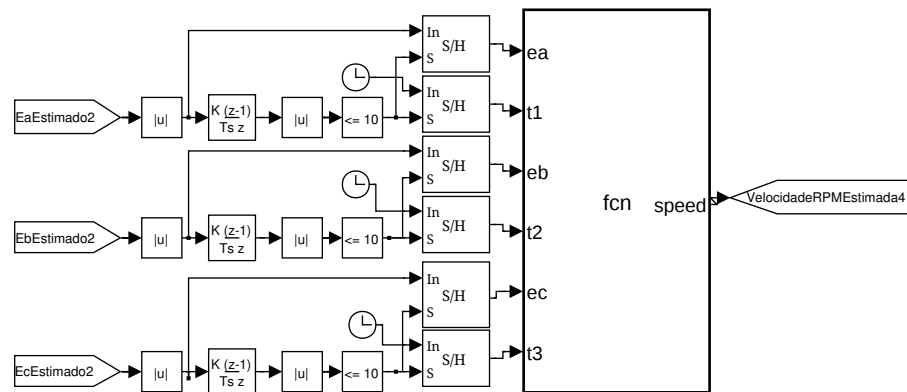 In
S/H
S
ea
In
S/H
S
t1
EaEstimado2
|u|
K (z-1)
Ts z
|u|
<= 10
In
S/H
S
eb
In
S/H
S
t2
EbEstimado2
|u|
K (z-1)
Ts z
|u|
<= 10
fcn
speed
VelocidadeRPMEstimada4
In
S/H
S
ec
In
S/H
S
t3
EcEstimado2
|u|
K (z-1)
Ts z
|u|
<= 10